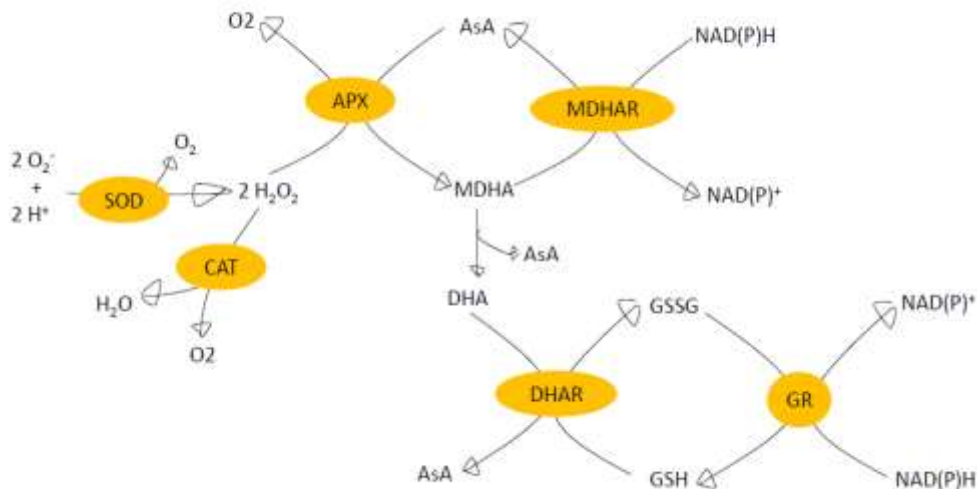 O2
AsA
NAD(P)H
APX
MDHAR
O₂
2 O₂⁻
+
2 H⁺
SOD
2 H₂O₂
MDHA
NAD(P)⁺
CAT
AsA
H₂O
O2
DHA
GSSG
NAD(P)⁺
DHAR
GR
AsA
GSH
NAD(P)H